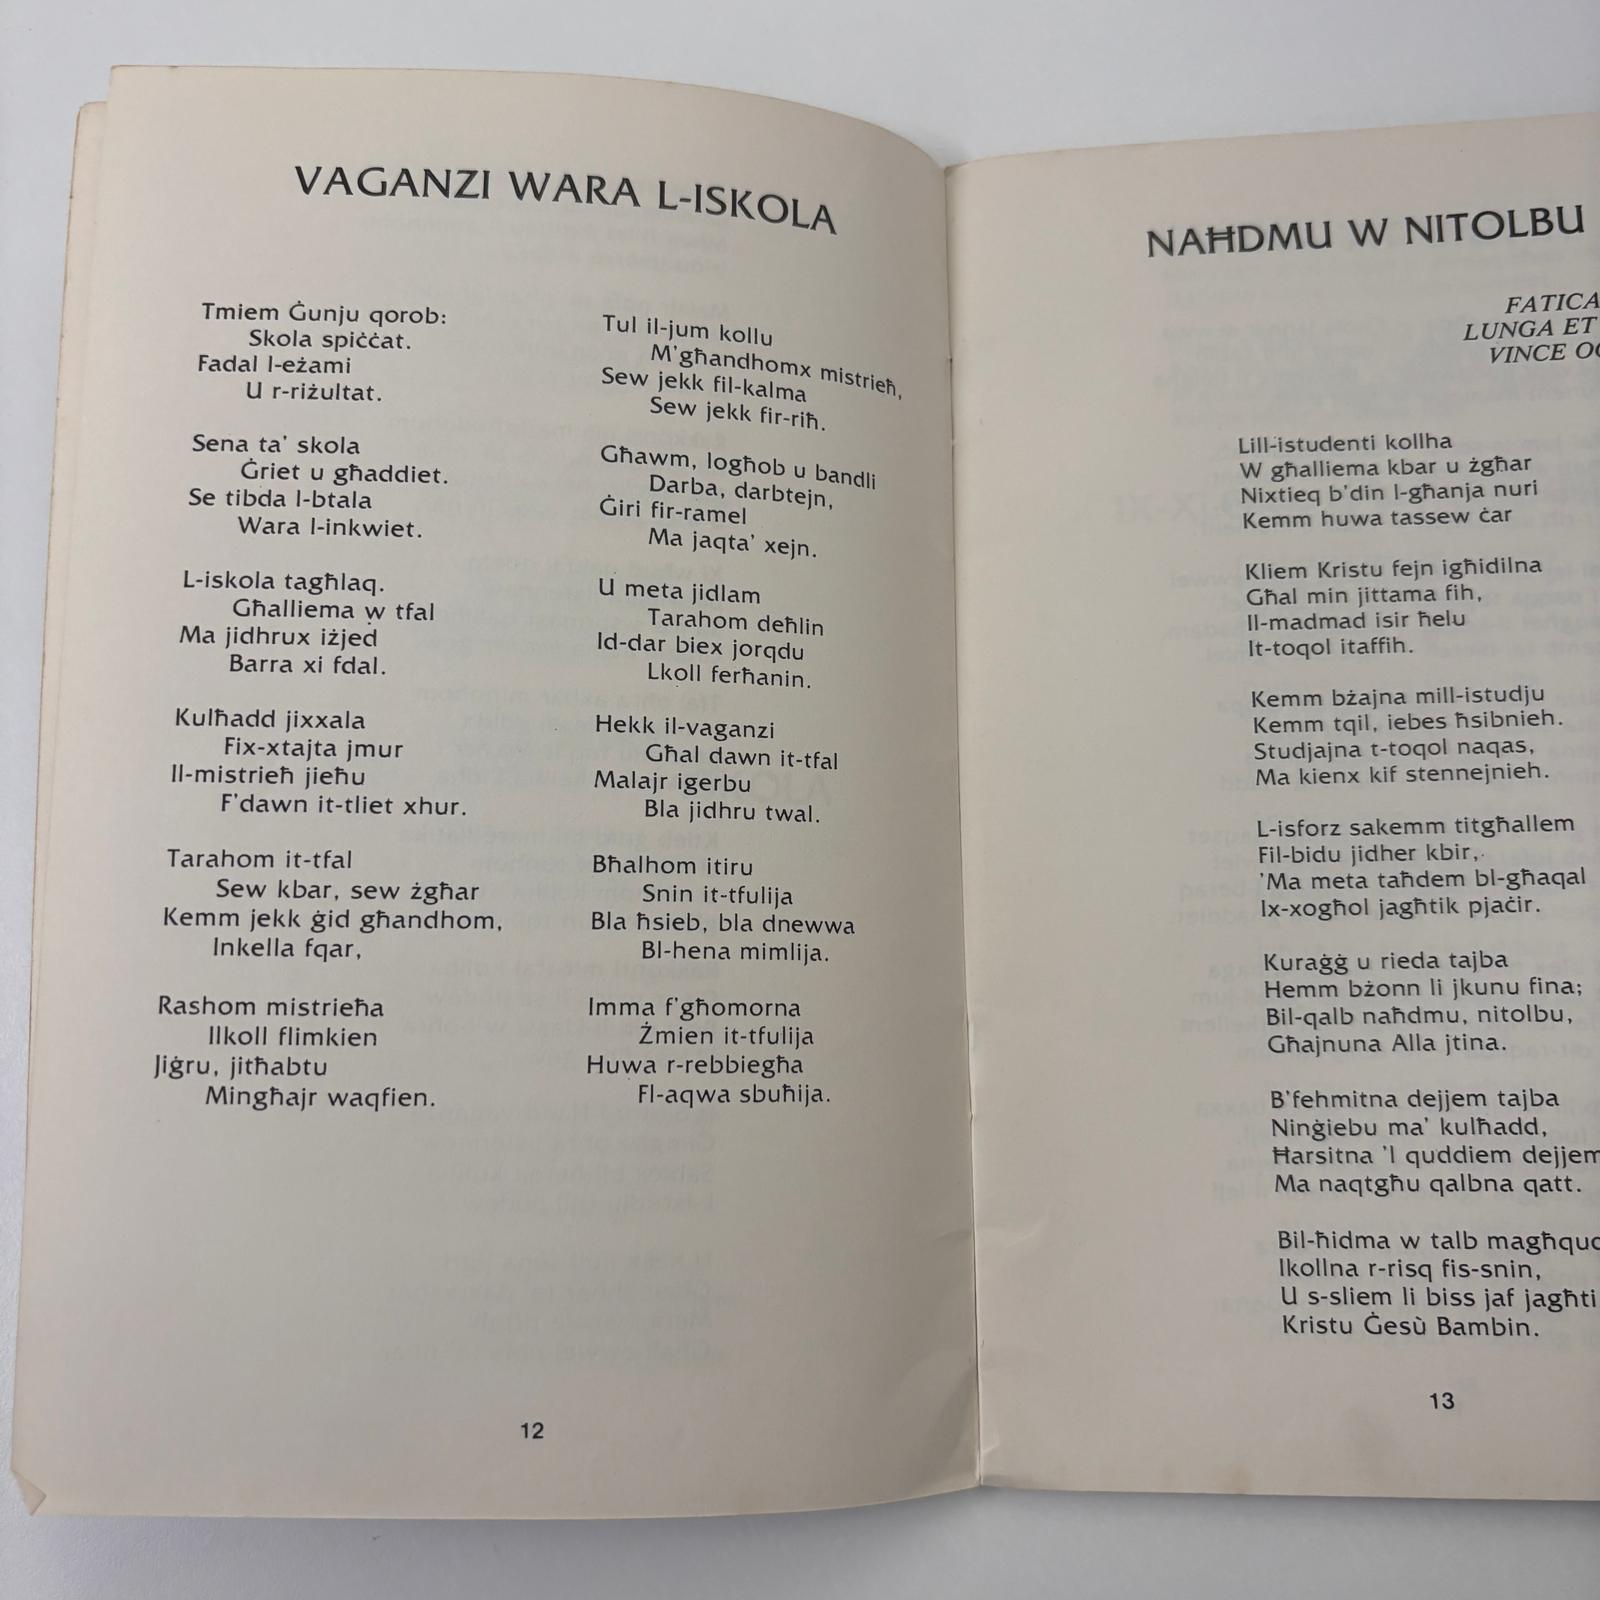 VAGANZI WARA L-ISKOLA
Tmiem Ġunju qorob:
Skola spiċċat.
Fadal l-eżami
U r-riżultat.
Sena ta' skola
Ġriet u għaddiet.
Se tibda l-btala
Wara l-inkwiet.
L-iskola tagħlaq.
Għalliema w tfal
Ma jidhrux iżjed
Barra xi fdal.
Kulħadd jixxala
Fix-xtajta jmur
Il-mistrieħ jieħu
F'dawn it-tliet xhur.
Tarahom it-tfal
Sew kbar, sew żgħar
Kemm jekk ġid għandhom,
Inkella fqar,
Rashom mistrieħa
Ilkoll flimkien
Jiġru, jitħabtu
Mingħajr waqfien.
Tul il-jum kollu
M'għandhomx mistrieħ,
Sew jekk fil-kalma
Sew jekk fir-riħ.
Għawm, logħob u bandli
Darba, darbtejn,
Ġiri fir-ramel
Ma jaqta' xejn.
U meta jidlam
Tarahom deħlin
Id-dar biex jorqdu
Lkoll ferħanin.
Hekk il-vaganzi
Għal dawn it-tfal
Malajr igerbu
Bla jidhru twal.
Bħalhom itiru
Snin it-tfulija
Bla ħsieb, bla dnewwa
Bl-hena mimlija.
Imma f'għomorna
Żmien it-tfulija
Huwa r-rebbiegħa
Fl-aqwa sbuħija.
12
NAĦDMU W NITOLBU
FATICA
LUNGA ET
VINCE
Lill-istudenti kollha
W għalliema kbar u żgħar
Nixtieq b'din l-għanja nuri
Kemm huwa tassew ċar
Kliem Kristu fejn igħidilna
Għal min jittama fih,
Il-madmad isir ħelu
It-toqol itaffih.
Kemm bżajna mill-istudju
Kemm tqil, iebes ħsibnieh.
Studjajna t-toqol naqas,
Ma kienx kif stennejnieh.
L-isforz sakemm titgħallem
Fil-bidu jidher kbir,
'Ma meta taħdem bl-għaqal
Ix-xogħol jagħtik pjaċir.
Kuraġġ u rieda tajba
Hemm bżonn li jkunu fina;
Bil-qalb naħdmu, nitolbu,
Għajnuna Alla jtina.
B'fehmitna dejjem tajba
Ninġiebu ma' kulħadd,
Ħarsitna 'l quddiem dejjem
Ma naqtgħu qalbna qatt.
Bil-ħidma w talb
Ikollna r-risq fis-snin,
U s-sliem li biss jaf jagħti
Kristu Ġesù Bambin.
13